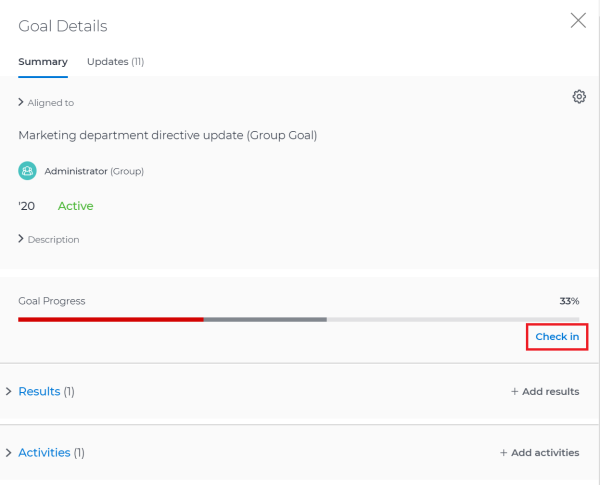 Goal Details
Summary Updates (11)
Aligned to
Marketing department directive update (Group Goal)
Administrator (Group)
'20 Active
Description
Goal Progress 33%
Check in
Results (1) + Add results
Activities (1) + Add activities